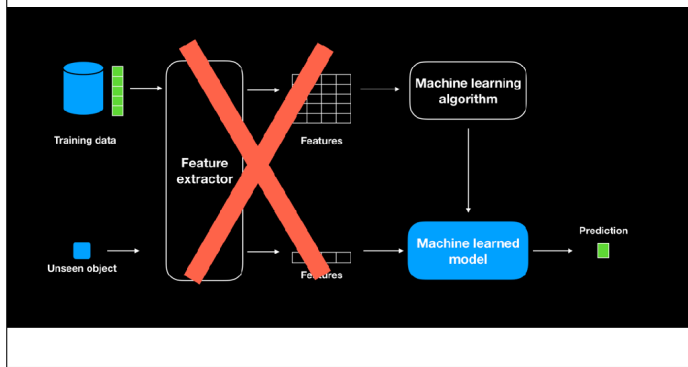 Machine learning
algorithm
Training data
Features
Feature
extractor
Prediction
Machine learned
model
Unseen object
Features